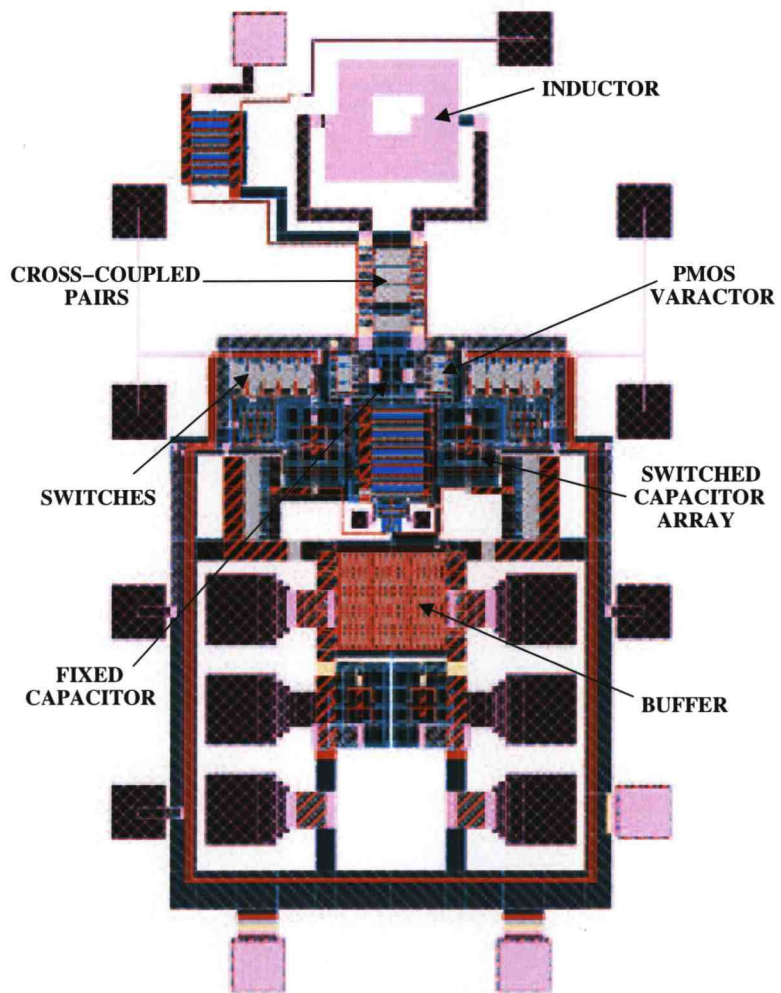 INDUCTOR
CROSS–COUPLED
PAIRS
PMOS
VARACTOR
SWITCHES
SWITCHED
CAPACITOR
ARRAY
FIXED
CAPACITOR
BUFFER